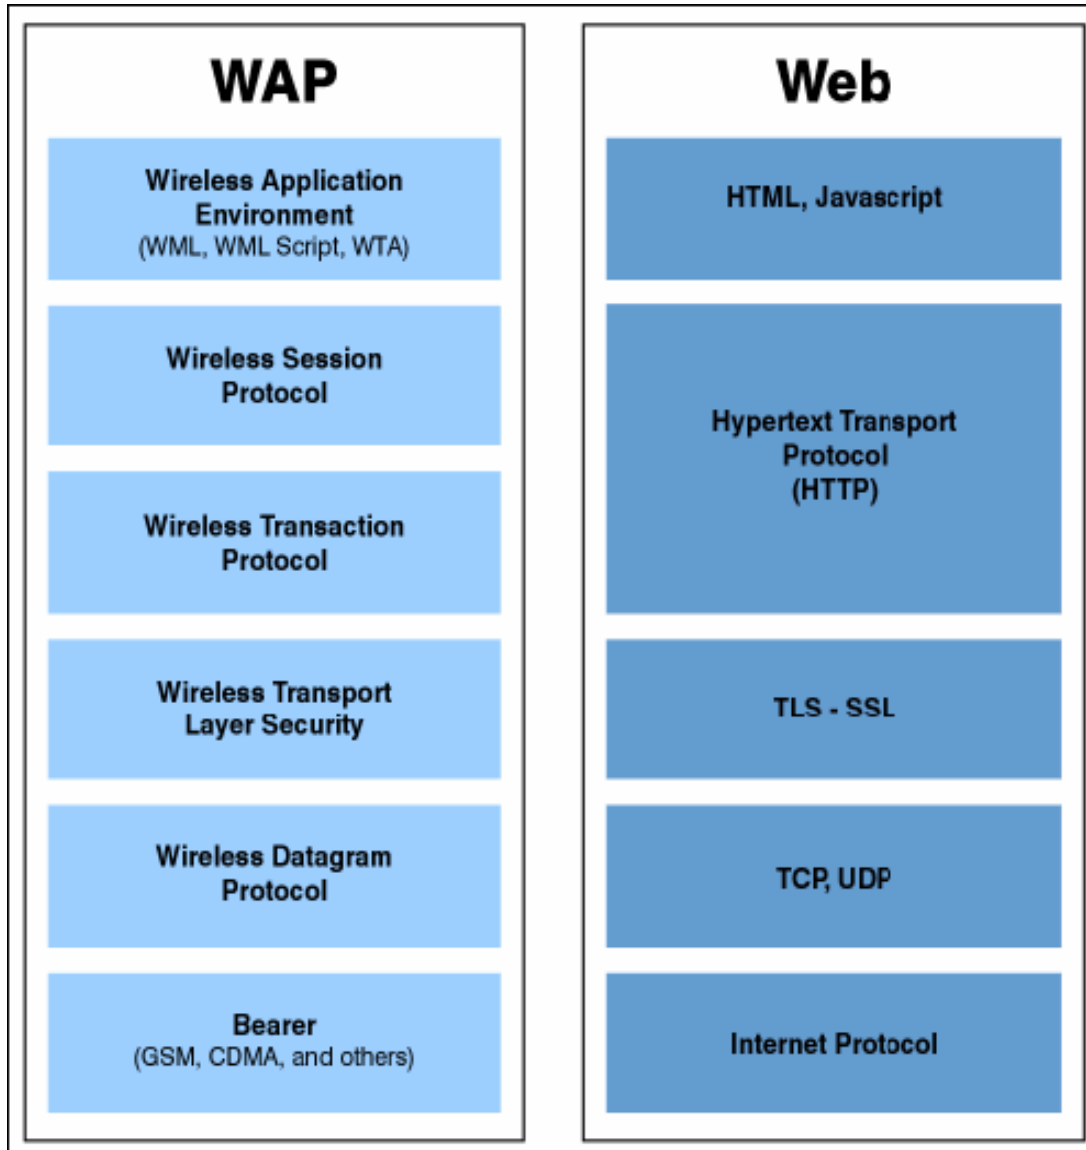 WAP
Wireless Application
Environment
(WML, WML Script, WTA)
Wireless Session
Protocol
Wireless Transaction
Protocol
Wireless Transport
Layer Security
Wireless Datagram
Protocol
Bearer
(GSM, CDMA, and others)
Web
HTML, Javascript
Hypertext Transport
Protocol
(HTTP)
TLS - SSL
TCP, UDP
Internet Protocol